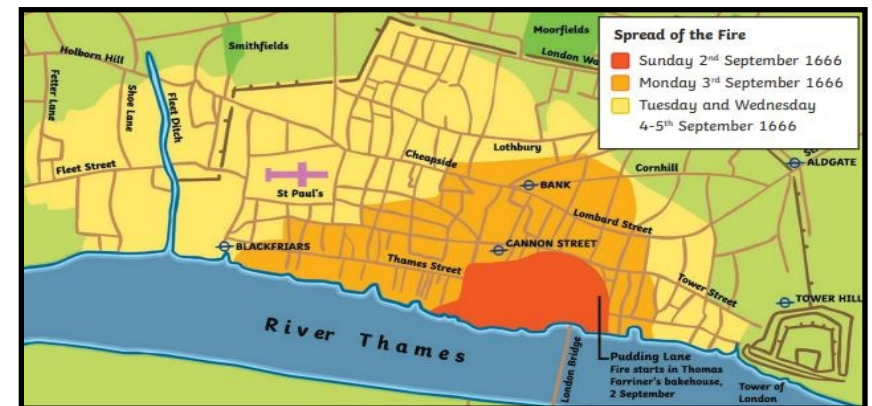 Spread of the Fire
Sunday 2nd September 1666
Monday 3rd September 1666
Tuesday and Wednesday
4-5th September 1666
Moorfields
London Wa
Smithfields
Holborn Hill
Fetter Lane
Shoe Lane
Fleet Ditch
Fleet Street
St Paul's
Cheapside
Lothbury
Cornhill
ALDGATE
BANK
Lombard Street
CANNON STREET
BLACKFRIARS
Thames Street
Tower Street
TOWER HILL
River Thames
London Bridge
Pudding Lane
Fire starts in Thomas
Farriner's bakehouse,
2 September
Tower of
London